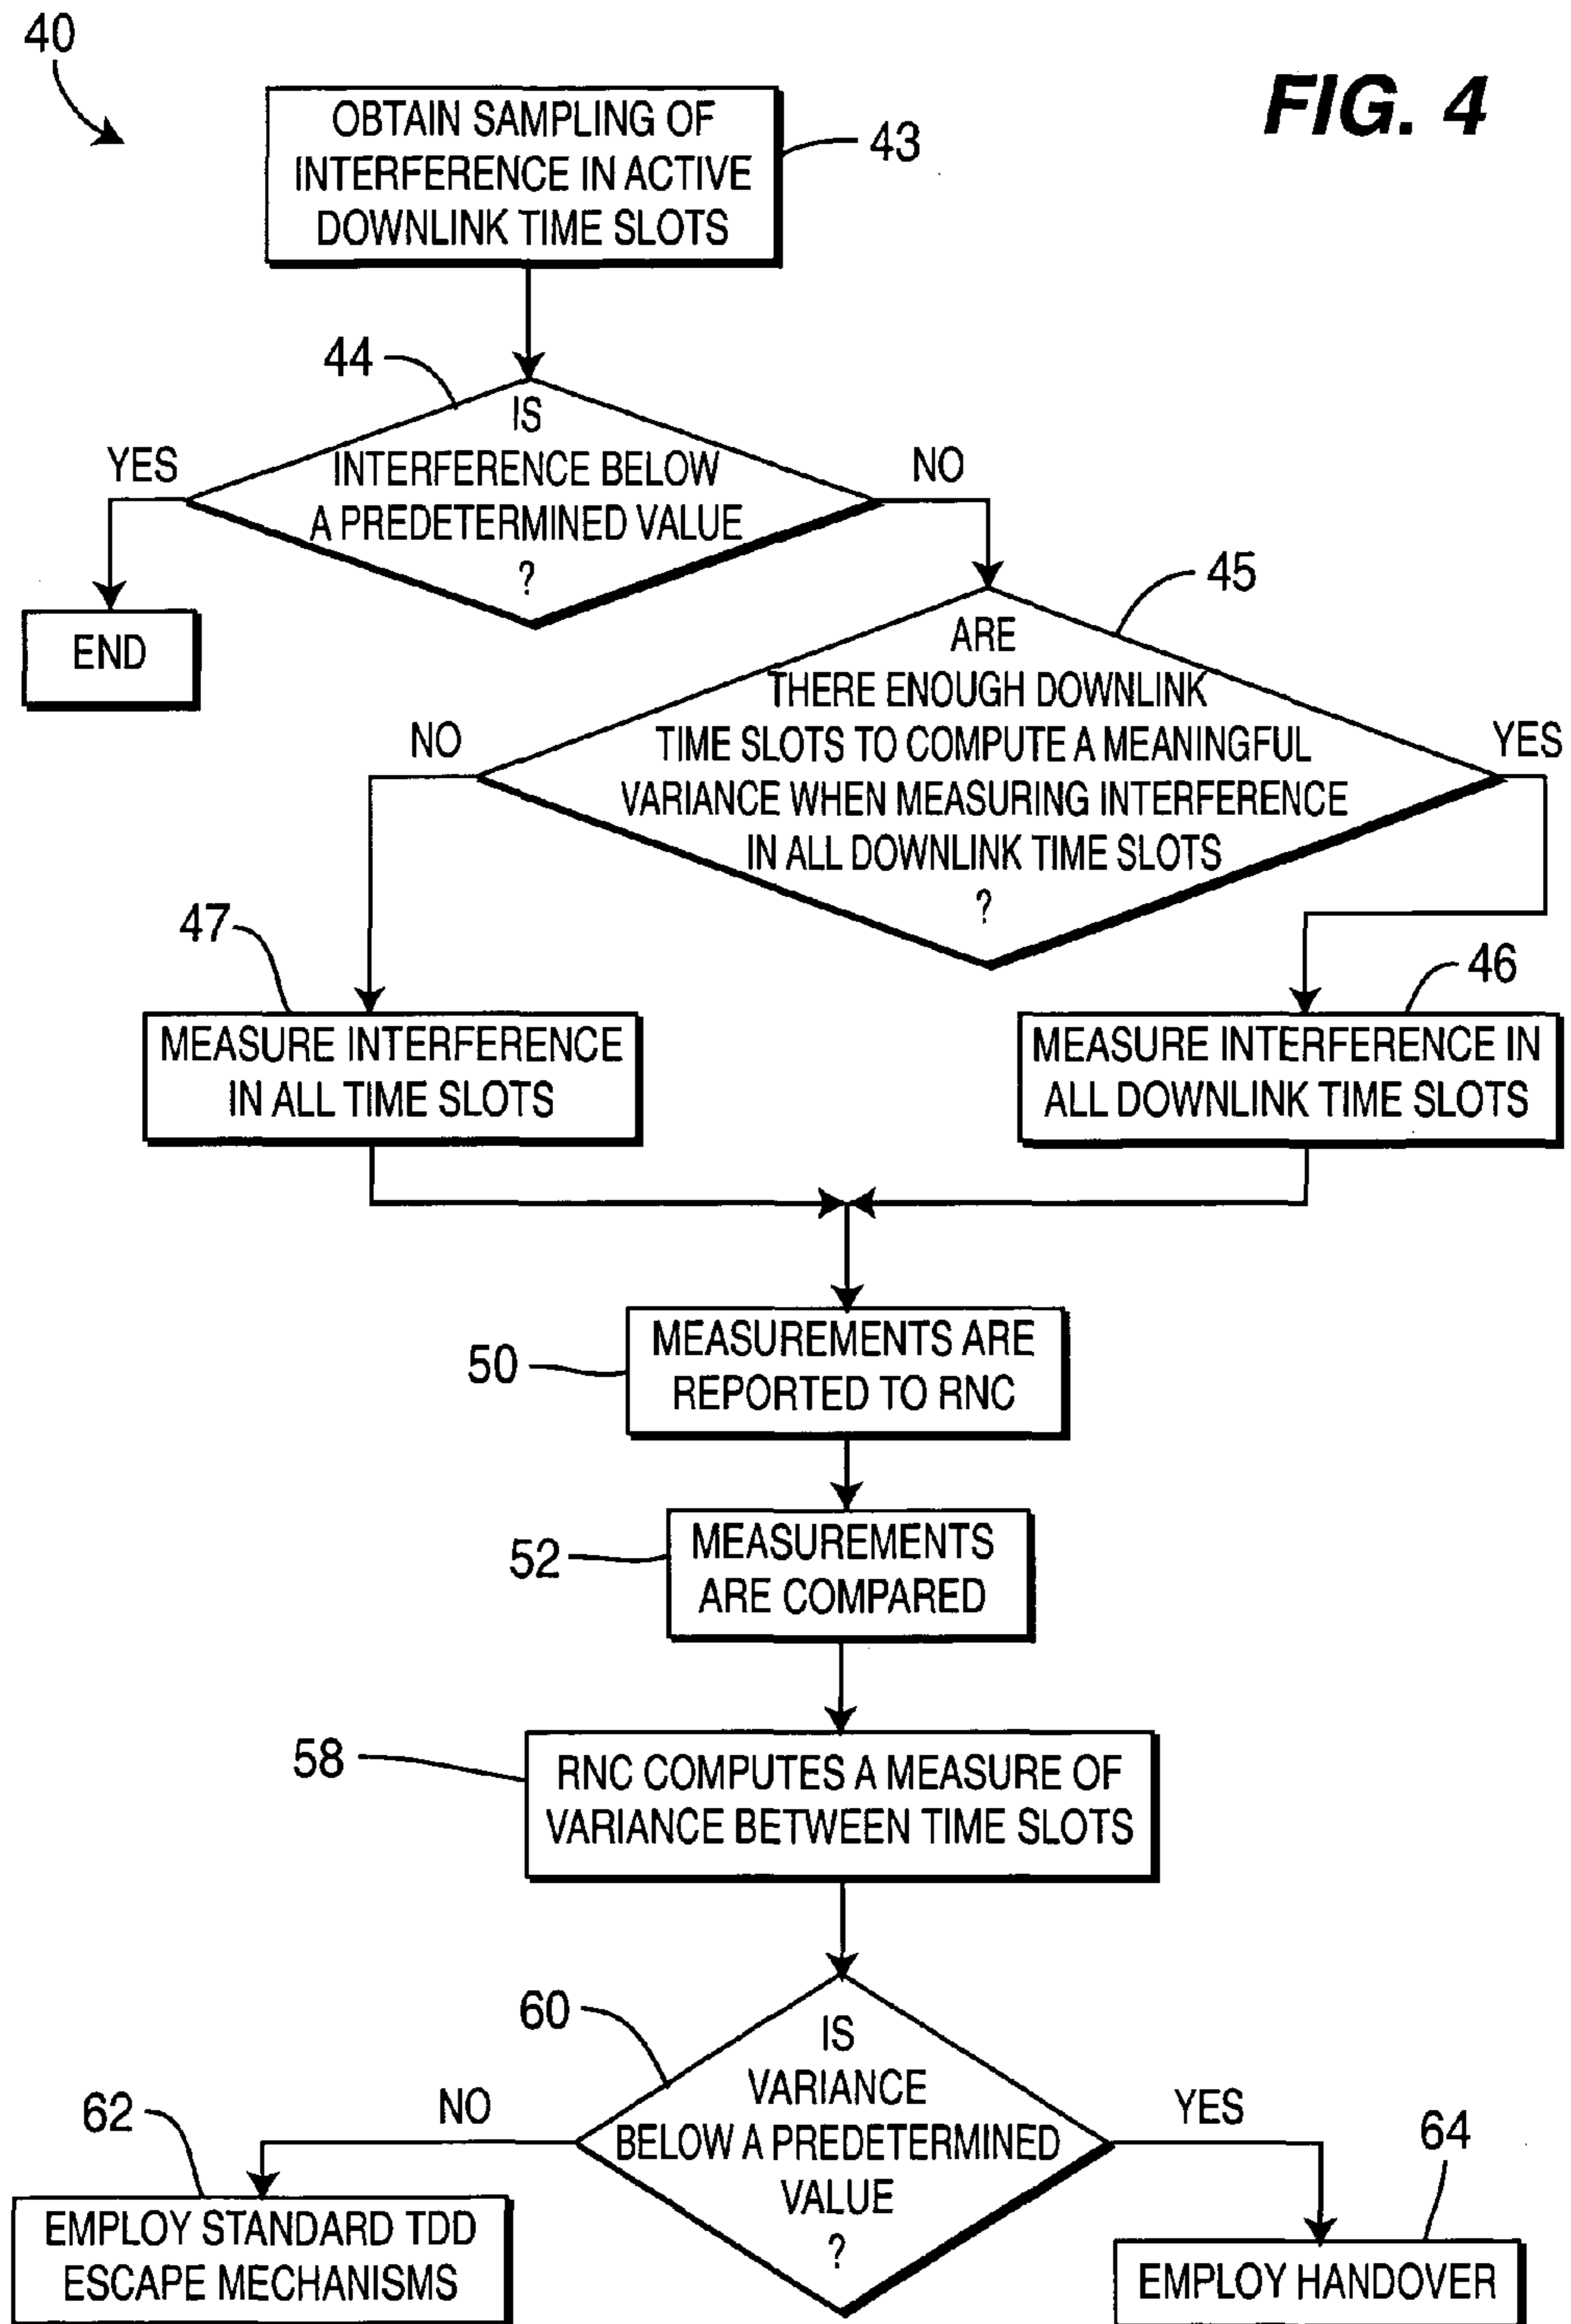 40
FIG. 4
OBTAIN SAMPLING OF
INTERFERENCE IN ACTIVE
DOWNLINK TIME SLOTS
43
44
IS
INTERFERENCE BELOW
A PREDETERMINED VALUE
?
YES
NO
END
45
ARE
THERE ENOUGH DOWNLINK
TIME SLOTS TO COMPUTE A MEANINGFUL
VARIANCE WHEN MEASURING INTERFERENCE
IN ALL DOWNLINK TIME SLOTS
?
NO
YES
47
MEASURE INTERFERENCE
IN ALL TIME SLOTS
46
MEASURE INTERFERENCE IN
ALL DOWNLINK TIME SLOTS
50
MEASUREMENTS ARE
REPORTED TO RNC
52
MEASUREMENTS
ARE COMPARED
58
RNC COMPUTES A MEASURE OF
VARIANCE BETWEEN TIME SLOTS
60
IS
VARIANCE
BELOW A PREDETERMINED
VALUE
?
NO
YES
62
EMPLOY STANDARD TDD
ESCAPE MECHANISMS
64
EMPLOY HANDOVER